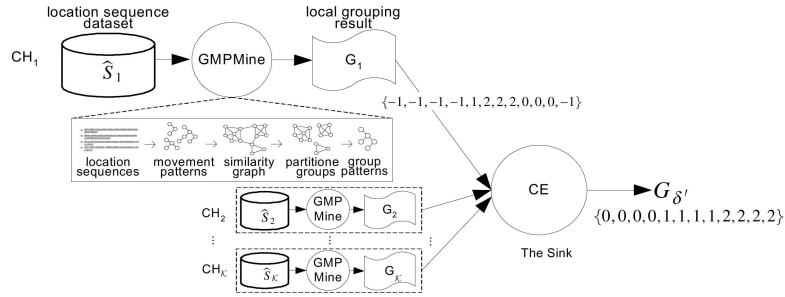 location sequence
dataset
local grouping
result
CH1
Ŝ1
GMPMine
G1
{−1,−1,−1,−1,1,2,2,2,0,0,0,−1}
location
sequences
movement
patterns
similarity
graph
partitione
groups
group
patterns
CH2
Ŝ2
GMP
Mine
G2
CHK
ŜK
GMP
Mine
GK
CE
The Sink
Gδ'
{0,0,0,0,1,1,1,1,2,2,2,2}